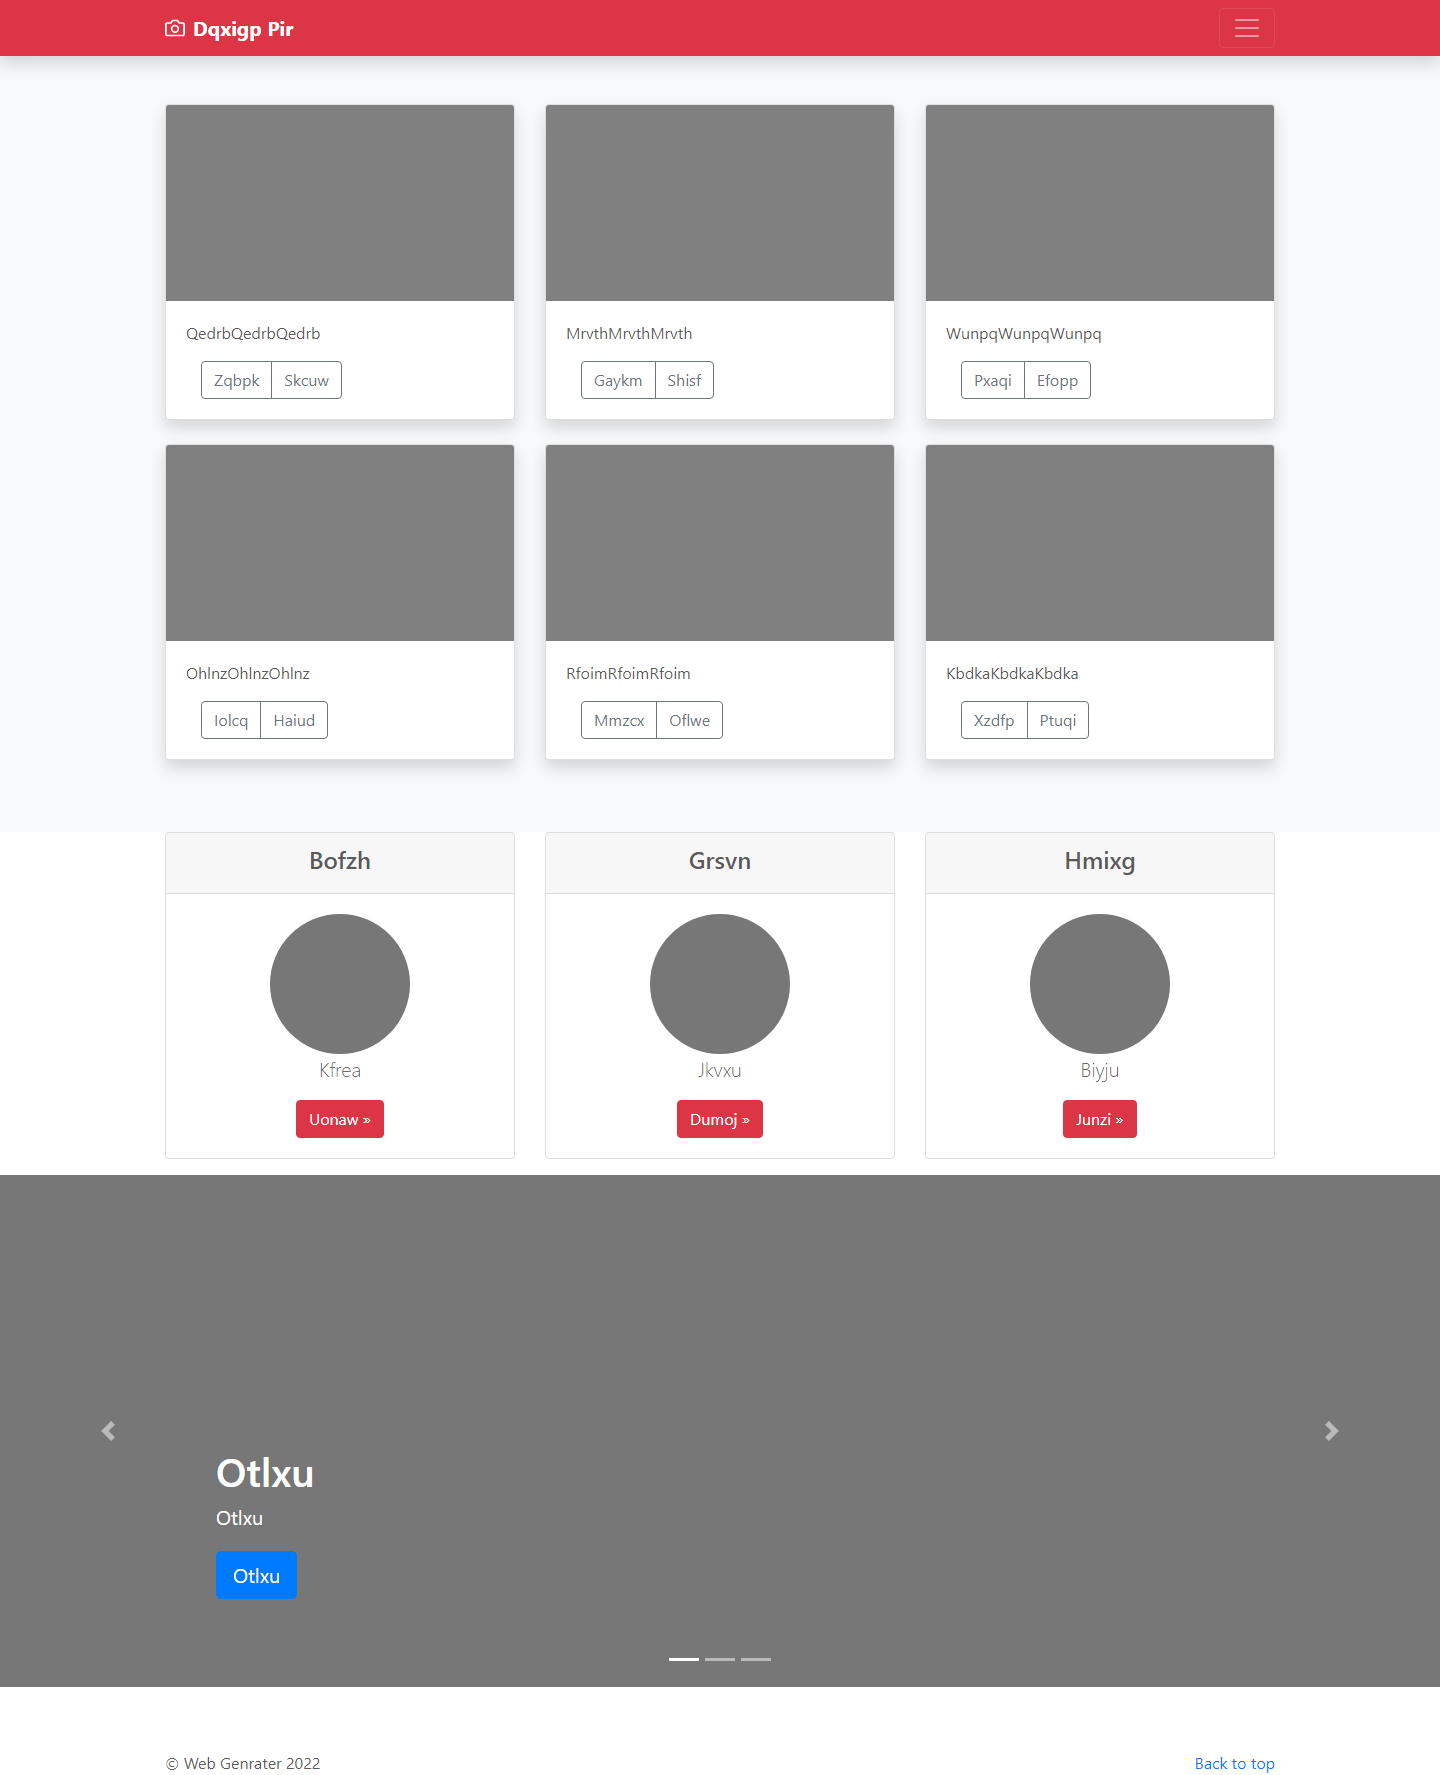 Dqxigp Pir
QedrbQedrbQedrb
Zqbpk Skcuw
MrvthMrvthMrvth
Gaykm Shisf
WunpqWunpqWunpq
Pxaqi Efopp
OhlnzOhlnzOhlnz
Iolcq Haiud
RfoimRfoimRfoim
Mmzcx Oflwe
KbdkaKbdkaKbdka
Xzdfp Ptuqi
Bofzh
Kfrea
Uonaw »
Grsvn
Jkvxu
Dumoj »
Hmixg
Biyju
Junzi »
Otlxu
Otlxu
Otlxu
© Web Genrater 2022
Back to top